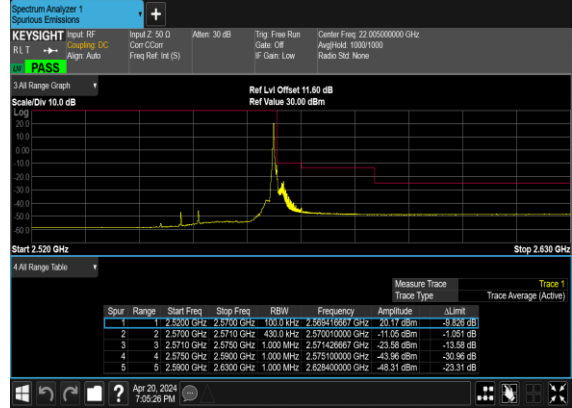 Spectrum Analyzer 1
Spurious Emissions
KEYSIGHT Input: RF Input Z: 50 Ω Atten: 30 dB Trig: Free Run Center Freq: 22.005000000 GHz
RLT Coupling: DC Corr CCorr Gate: Off Avg|Hold: 1000/1000
Align: Auto Freq Ref: Int (S) IF Gain: Low Radio Std: None
LW PASS
3 All Range Graph
Ref Lvl Offset 11.60 dB
Scale/Div 10.0 dB Ref Value 30.00 dBm
Log
20.0
10.0
0.00
-10.0
-20.0
-30.0
-40.0
-50.0
-60.0
Start 2.520 GHz Stop 2.630 GHz
4 All Range Table
Measure Trace Trace 1
Trace Type Trace Average (Active)
Spur Range Start Freq Stop Freq RBW Frequency Amplitude ΔLimit
1 1 2.5200 GHz 2.5700 GHz 100.0 kHz 2.569416667 GHz 20.17 dBm -9.826 dB
2 2 2.5700 GHz 2.5710 GHz 430.0 kHz 2.570010000 GHz -11.05 dBm -1.051 dB
3 3 2.5710 GHz 2.5750 GHz 1.000 MHz 2.571426667 GHz -23.58 dBm -13.58 dB
4 4 2.5750 GHz 2.5900 GHz 1.000 MHz 2.575100000 GHz -43.96 dBm -30.96 dB
5 5 2.5900 GHz 2.6300 GHz 1.000 MHz 2.628400000 GHz -48.31 dBm -23.31 dB
? Apr 20, 2024
7:05:26 PM